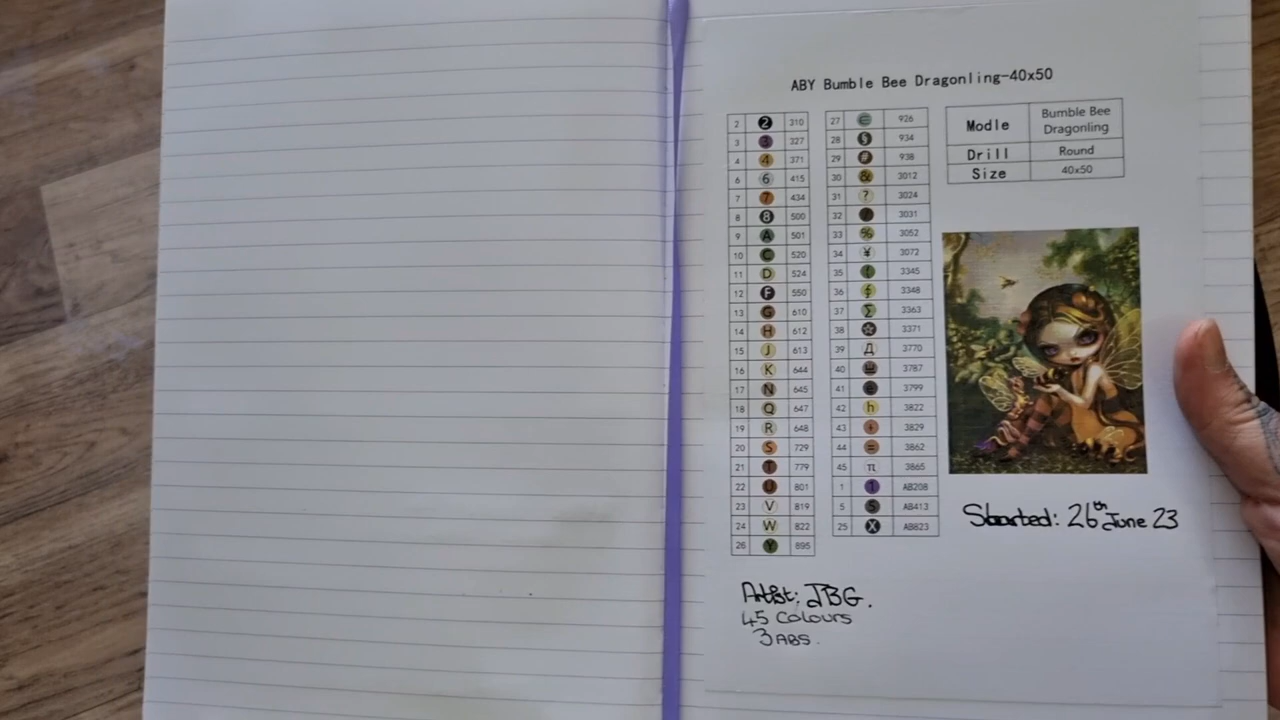 ABY Bumble Bee Dragonling-40x50
2 2 310
3 3 327
4 4 371
6 6 415
7 7 434
8 8 500
9 A 501
10 C 520
11 D 524
12 F 550
13 G 610
14 H 612
15 J 613
16 K 644
17 N 645
18 Q 647
19 R 648
20 S 729
21 T 779
22 U 801
23 V 819
24 W 822
26 Y 895
27 ⊂ 926
28 § 934
29 # 938
30 & 3012
31 ? 3024
32 / 3031
33 % 3052
34 ¥ 3072
35 3345
36 3348
37 Σ 3363
38 ✪ 3371
39 Д 3770
40 3787
41 3799
42 h 3822
43 3829
44 = 3862
45 π 3865
1 1 AB208
5 5 AB413
25 X AB823
Modle Bumble Bee Dragonling
Drill Round
Size 40x50
Started: 26th June 23
Artist: JBG.
45 Colours
3 ABS.